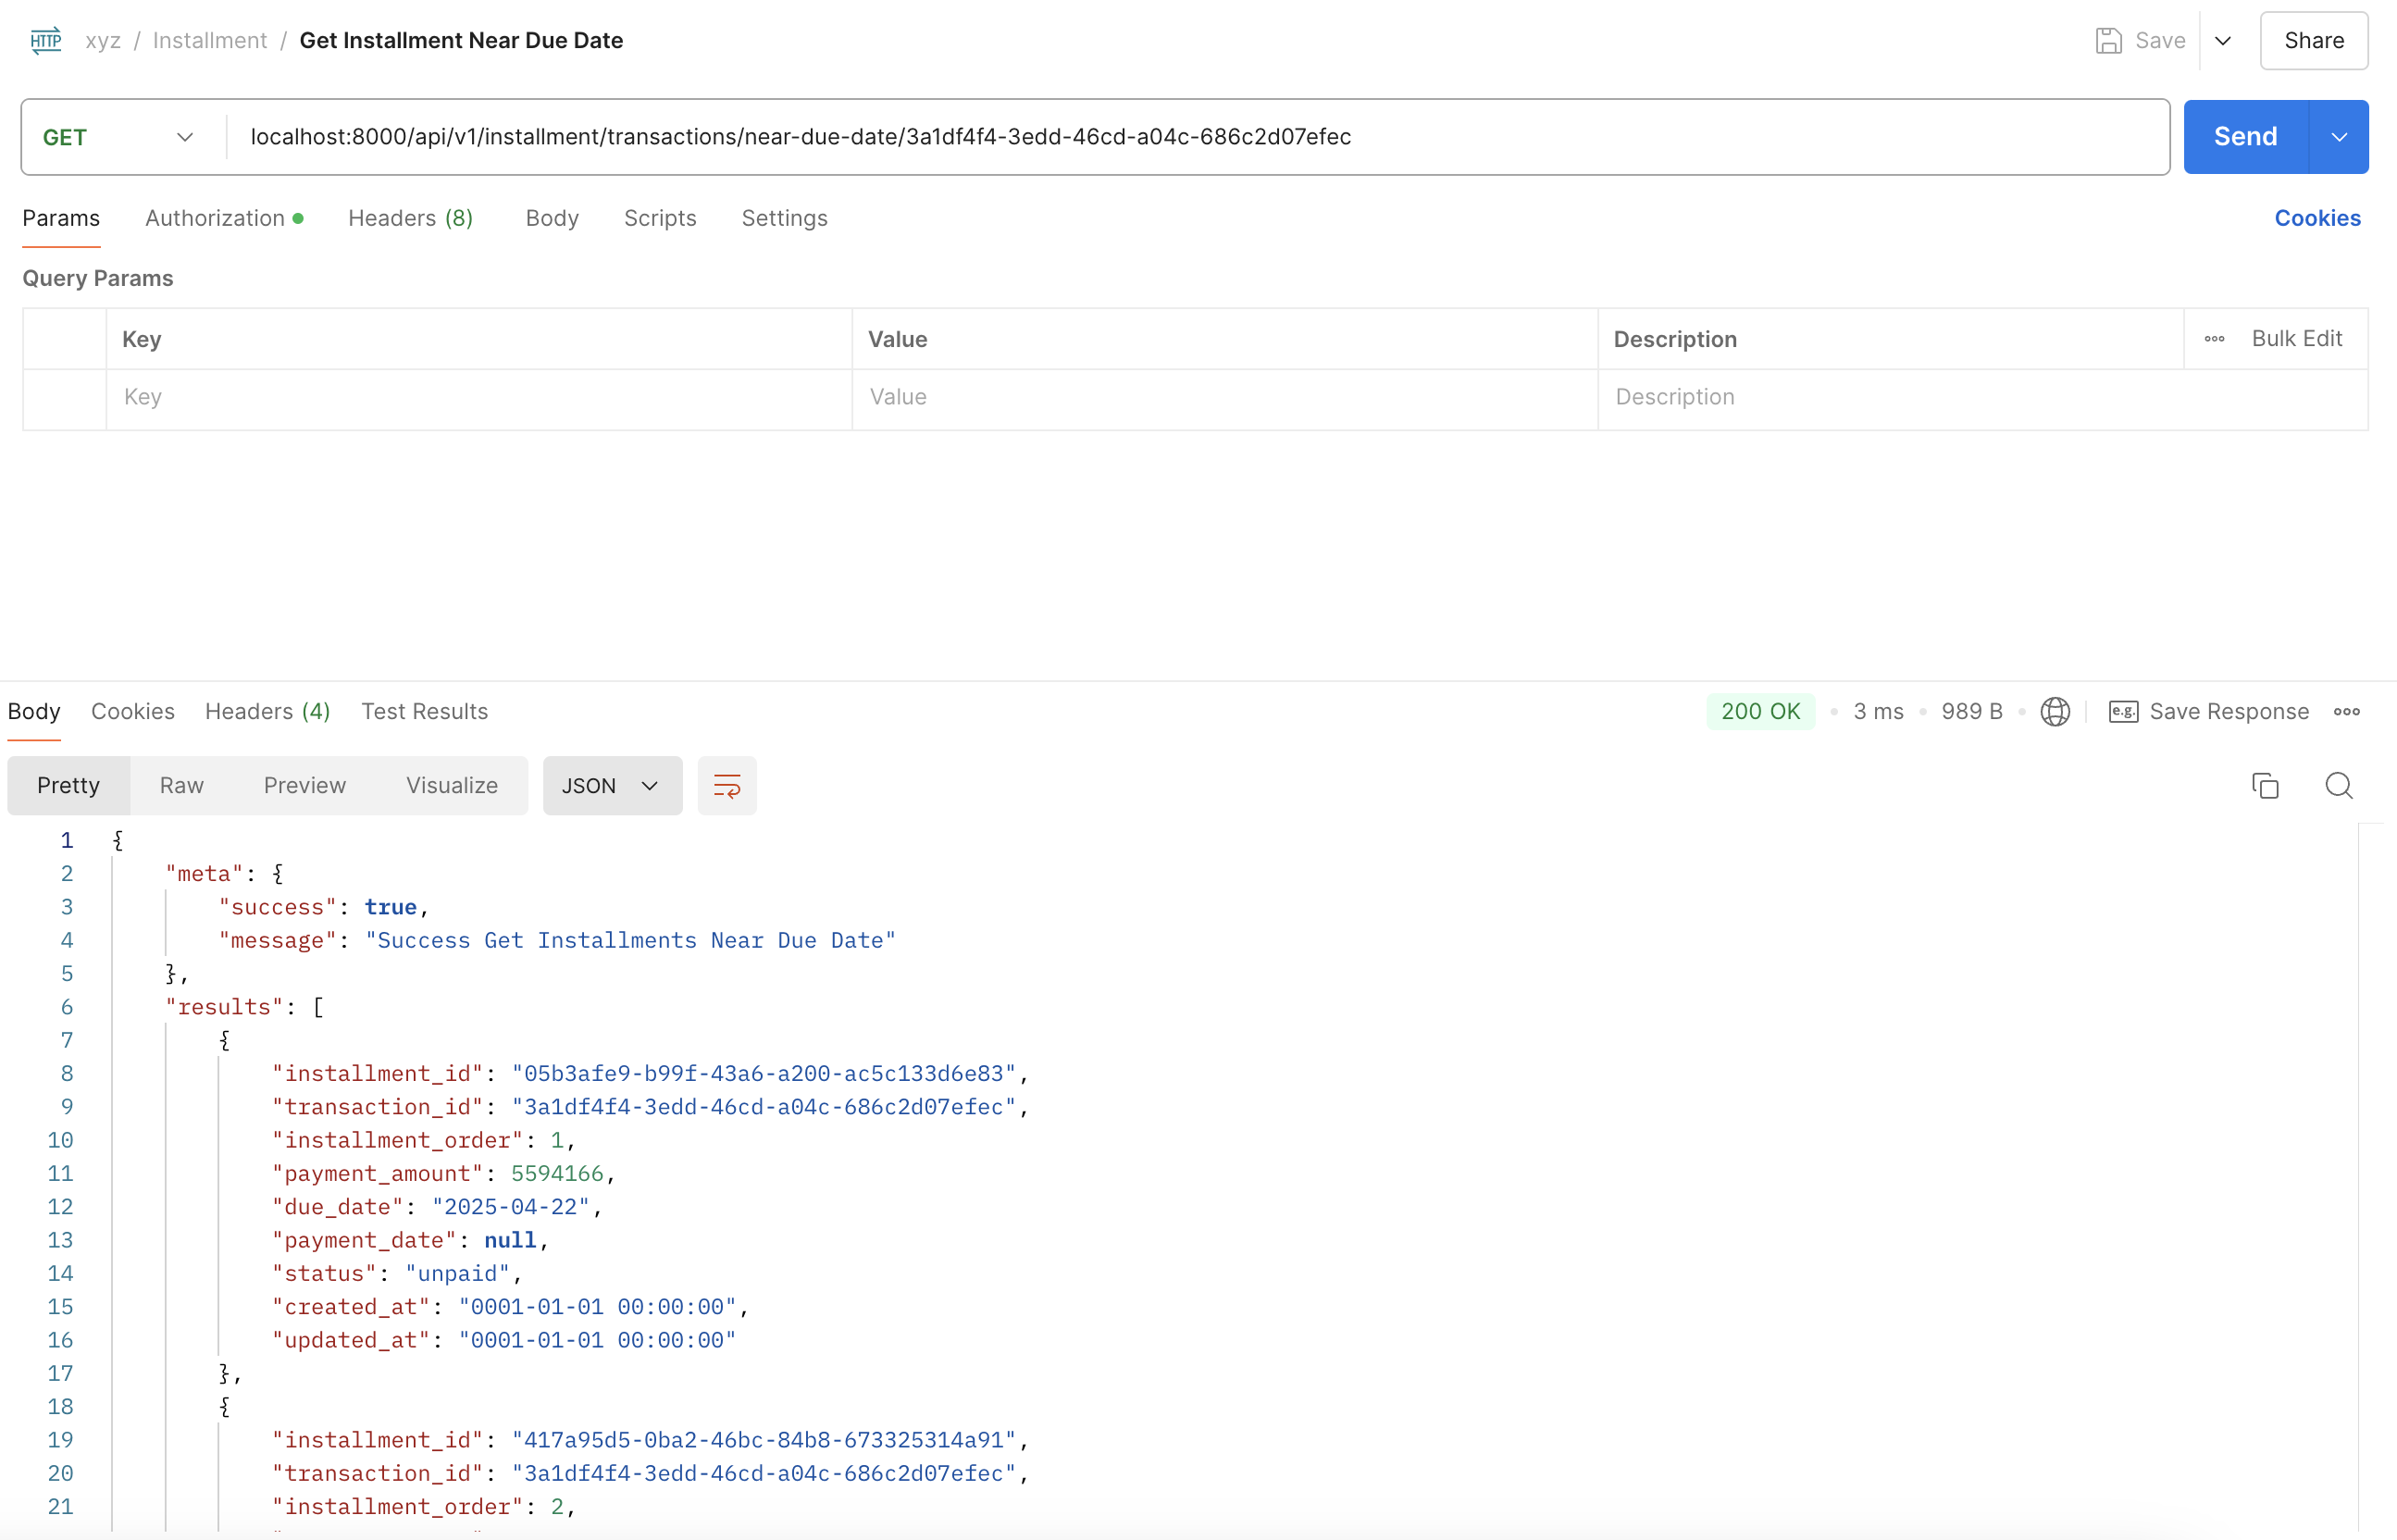 HTTP xyz / Installment / Get Installment Near Due Date Save Share
GET localhost:8000/api/v1/installment/transactions/near-due-date/3a1df4f4-3edd-46cd-a04c-686c2d07efec Send
Params Authorization Headers (8) Body Scripts Settings Cookies
Query Params
Key Value Description Bulk Edit
Key Value Description
Body Cookies Headers (4) Test Results 200 OK 3 ms 989 B e.g. Save Response
Pretty Raw Preview Visualize JSON
1 {
2 "meta": {
3 "success": true,
4 "message": "Success Get Installments Near Due Date"
5 },
6 "results": [
7 {
8 "installment_id": "05b3afe9-b99f-43a6-a200-ac5c133d6e83",
9 "transaction_id": "3a1df4f4-3edd-46cd-a04c-686c2d07efec",
10 "installment_order": 1,
11 "payment_amount": 5594166,
12 "due_date": "2025-04-22",
13 "payment_date": null,
14 "status": "unpaid",
15 "created_at": "0001-01-01 00:00:00",
16 "updated_at": "0001-01-01 00:00:00"
17 },
18 {
19 "installment_id": "417a95d5-0ba2-46bc-84b8-673325314a91",
20 "transaction_id": "3a1df4f4-3edd-46cd-a04c-686c2d07efec",
21 "installment_order": 2,